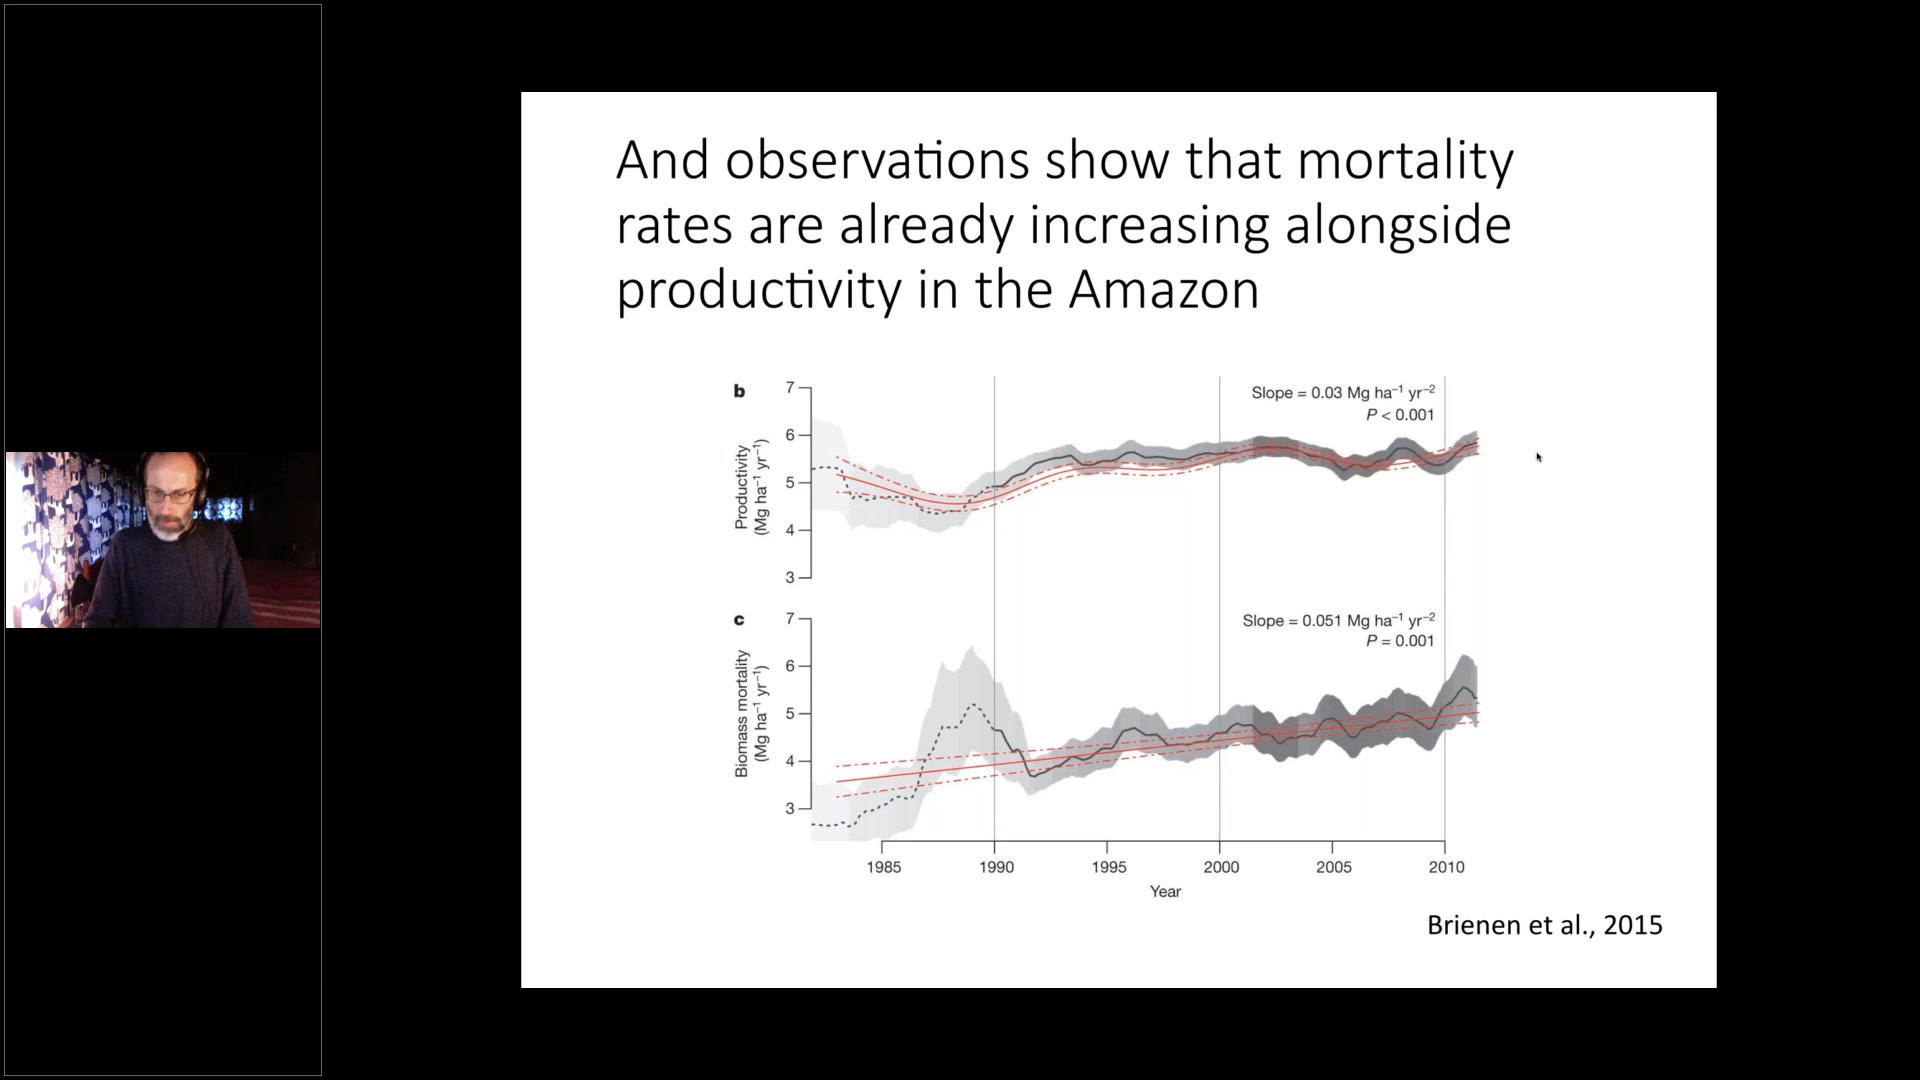 And observations show that mortality
rates are already increasing alongside
productivity in the Amazon
b
7
6
5
4
3
Productivity
(Mg ha⁻¹ yr⁻¹)
Slope = 0.03 Mg ha⁻¹ yr⁻²
P < 0.001
c
7
6
5
4
3
Biomass mortality
(Mg ha⁻¹ yr⁻¹)
Slope = 0.051 Mg ha⁻¹ yr⁻²
P = 0.001
1985 1990 1995 2000 2005 2010
Year
Brienen et al., 2015